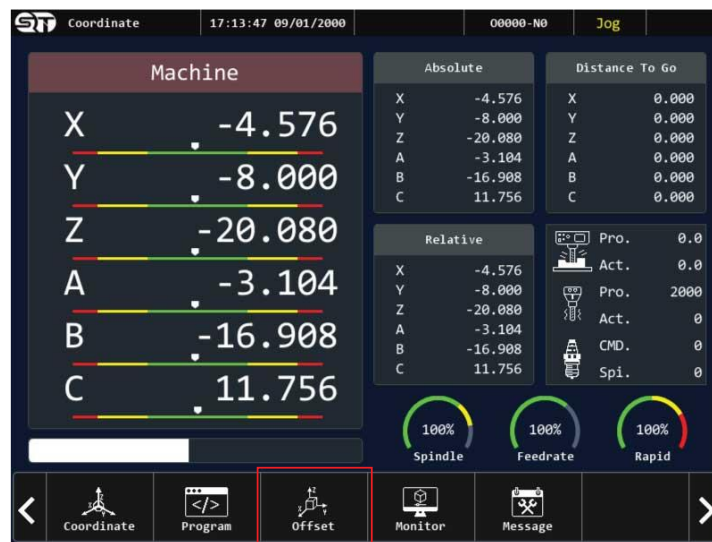 SQT Coordinate 17:13:47 09/01/2000 O0000-N0 Jog
Machine
X -4.576
Y -8.000
Z -20.080
A -3.104
B -16.908
C 11.756
Absolute
X -4.576
Y -8.000
Z -20.080
A -3.104
B -16.908
C 11.756
Distance To Go
X 0.000
Y 0.000
Z 0.000
A 0.000
B 0.000
C 0.000
Relative
X -4.576
Y -8.000
Z -20.080
A -3.104
B -16.908
C 11.756
Pro. 0.0
Act. 0.0
Pro. 2000
Act. 0
CMD. 0
Spi. 0
100% 100% 100%
Spindle Feedrate Rapid
Coordinate Program Offset Monitor Message